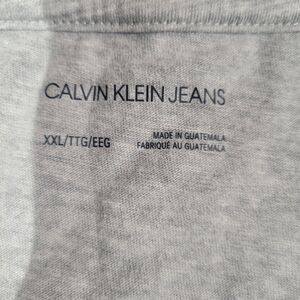 CALVIN KLEIN JEANS
XXL/TTG/EEG
MADE IN GUATEMALA
FABRIQUÉ AU GUATEMALA